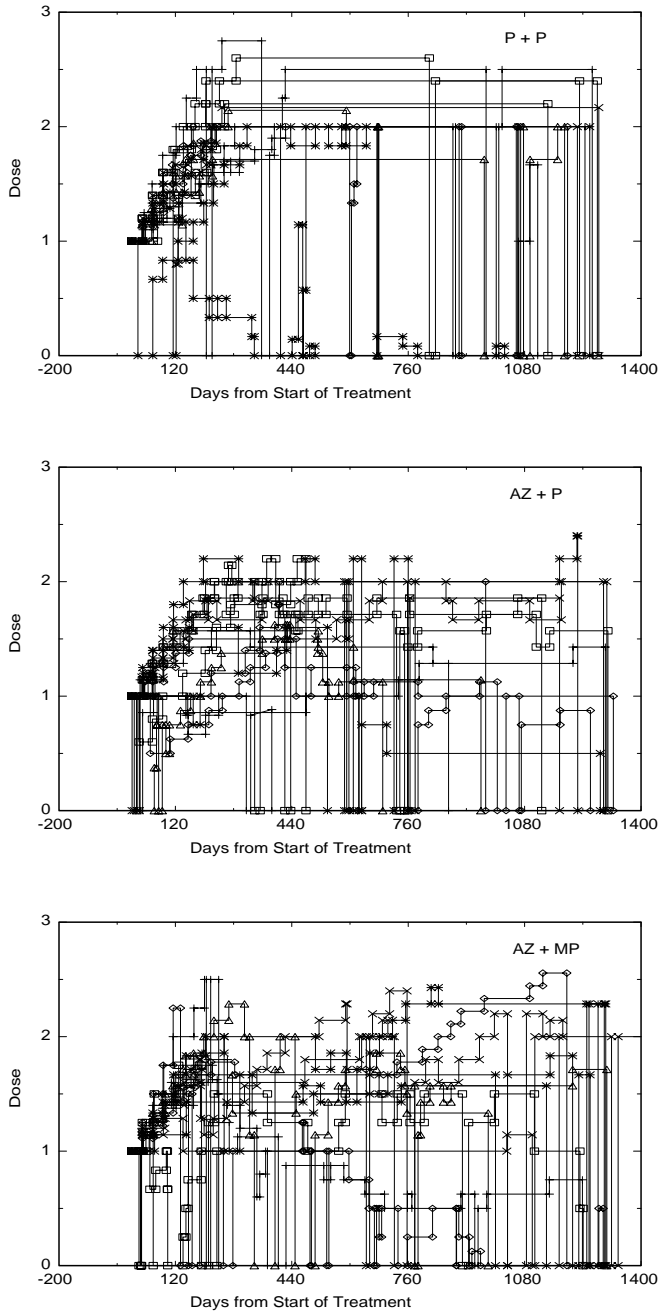 3
P + P
2
Dose
1
0
-200 120 440 760 1080 1400
Days from Start of Treatment
3
AZ + P
2
Dose
1
0
-200 120 440 760 1080 1400
Days from Start of Treatment
3
AZ + MP
2
Dose
1
0
-200 120 440 760 1080 1400
Days from Start of Treatment